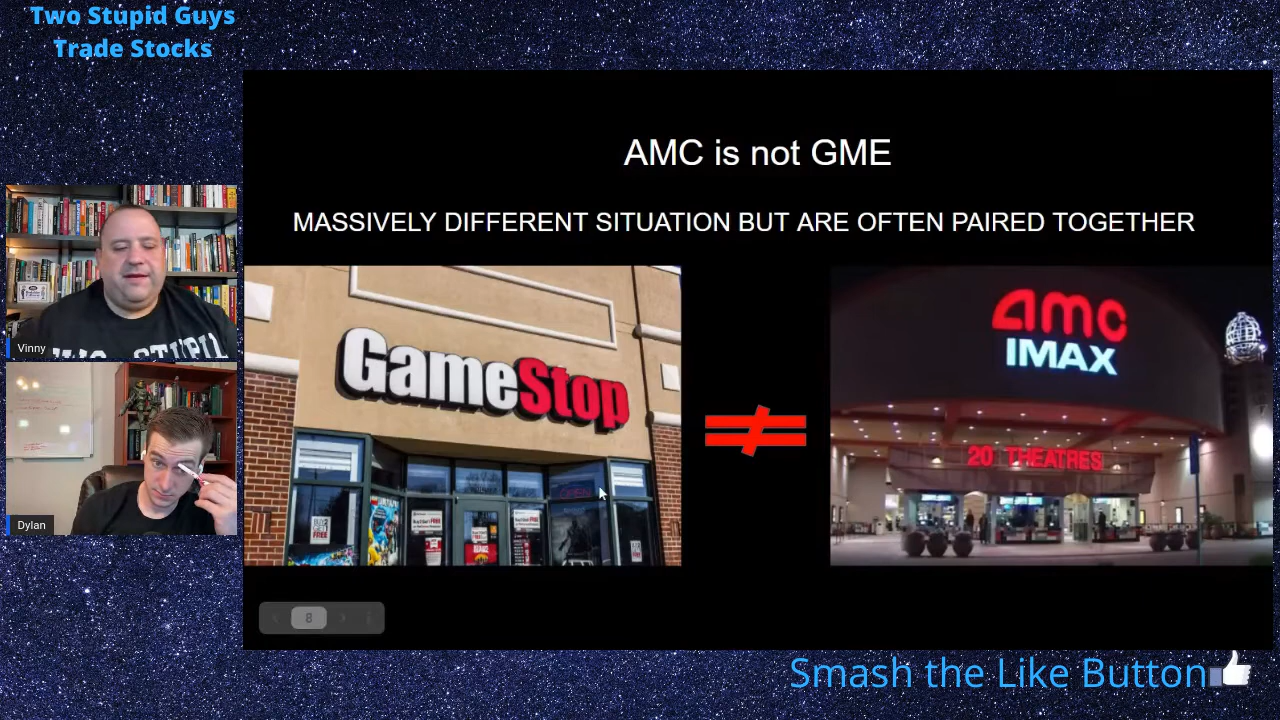 Two Stupid Guys
Trade Stocks
AMC is not GME
MASSIVELY DIFFERENT SITUATION BUT ARE OFTEN PAIRED TOGETHER
GameStop
amc
IMAX
20 THEATRES
Vinny
Dylan
8
Smash the Like Button